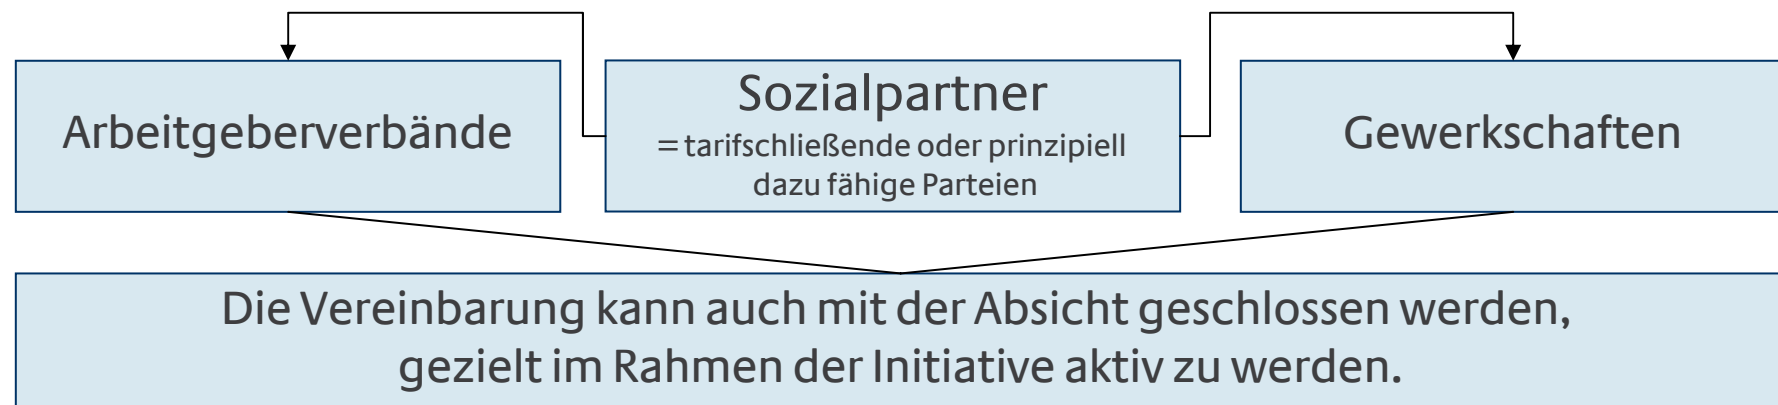 Arbeitgeberverbände
Sozialpartner
= tarifschließende oder prinzipiell
dazu fähige Parteien
Gewerkschaften
Die Vereinbarung kann auch mit der Absicht geschlossen werden,
gezielt im Rahmen der Initiative aktiv zu werden.